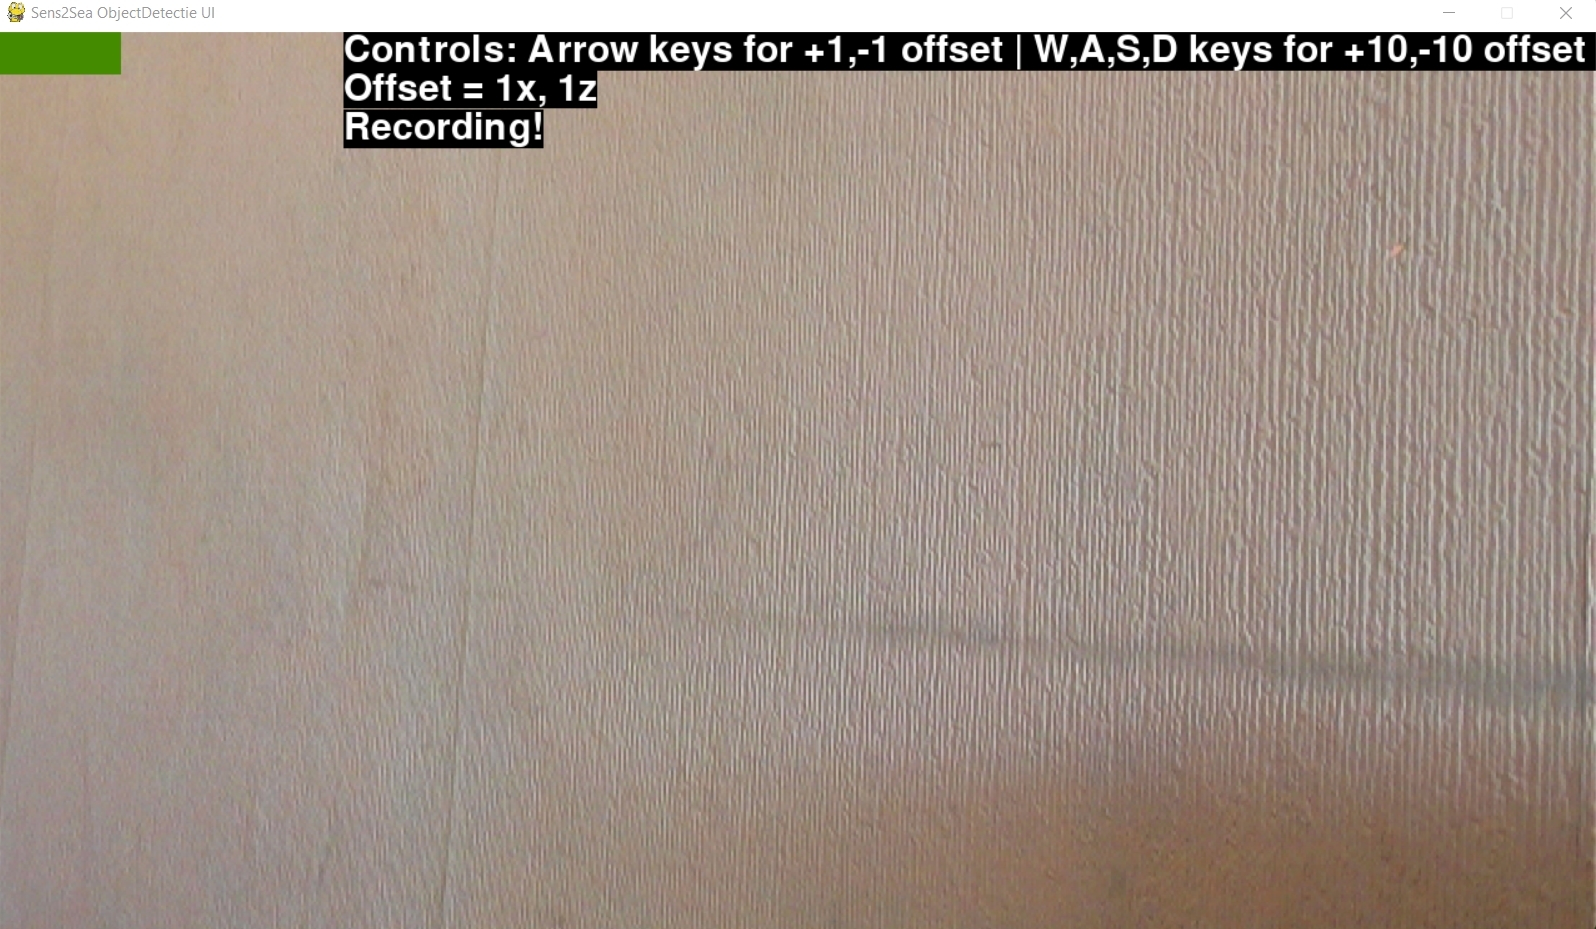 Sens2Sea ObjectDetectie UI
Controls: Arrow keys for +1,-1 offset | W,A,S,D keys for +10,-10 offset
Offset = 1x, 1z
Recording!